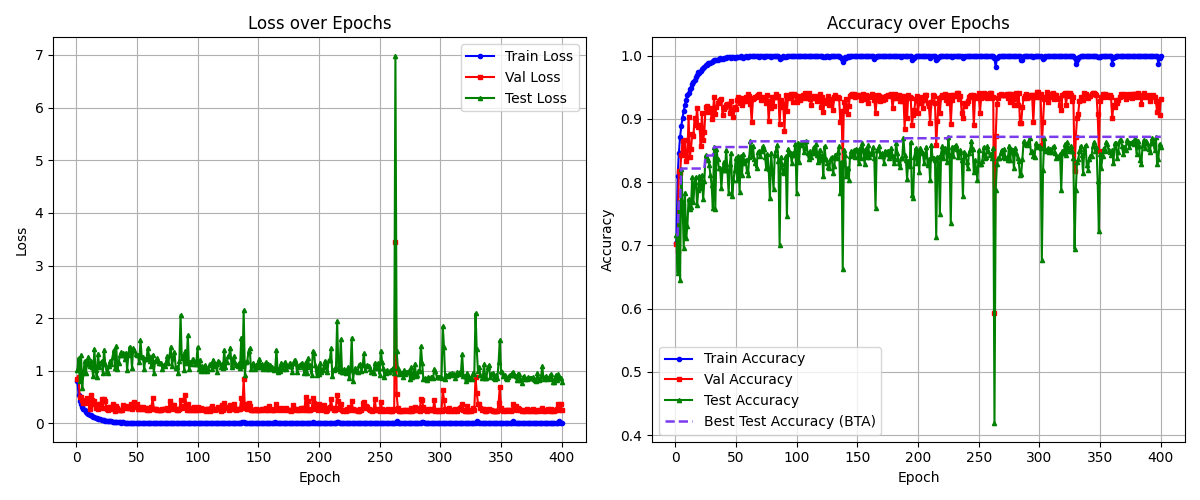 Loss over Epochs
Train Loss
Val Loss
Test Loss
7
6
5
4
3
2
1
0
Loss
0
50
100
150
200
250
300
350
400
Epoch
Accuracy over Epochs
1.0
0.9
0.8
0.7
0.6
0.5
0.4
Accuracy
Train Accuracy
Val Accuracy
Test Accuracy
Best Test Accuracy (BTA)
0
50
100
150
200
250
300
350
400
Epoch